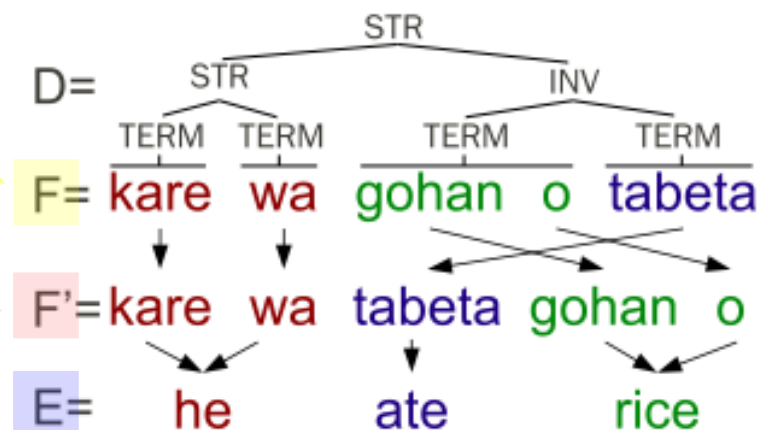 STR
D= STR INV
TERM TERM TERM TERM
F= kare wa gohan o tabeta
F'= kare wa tabeta gohan o
E= he ate rice